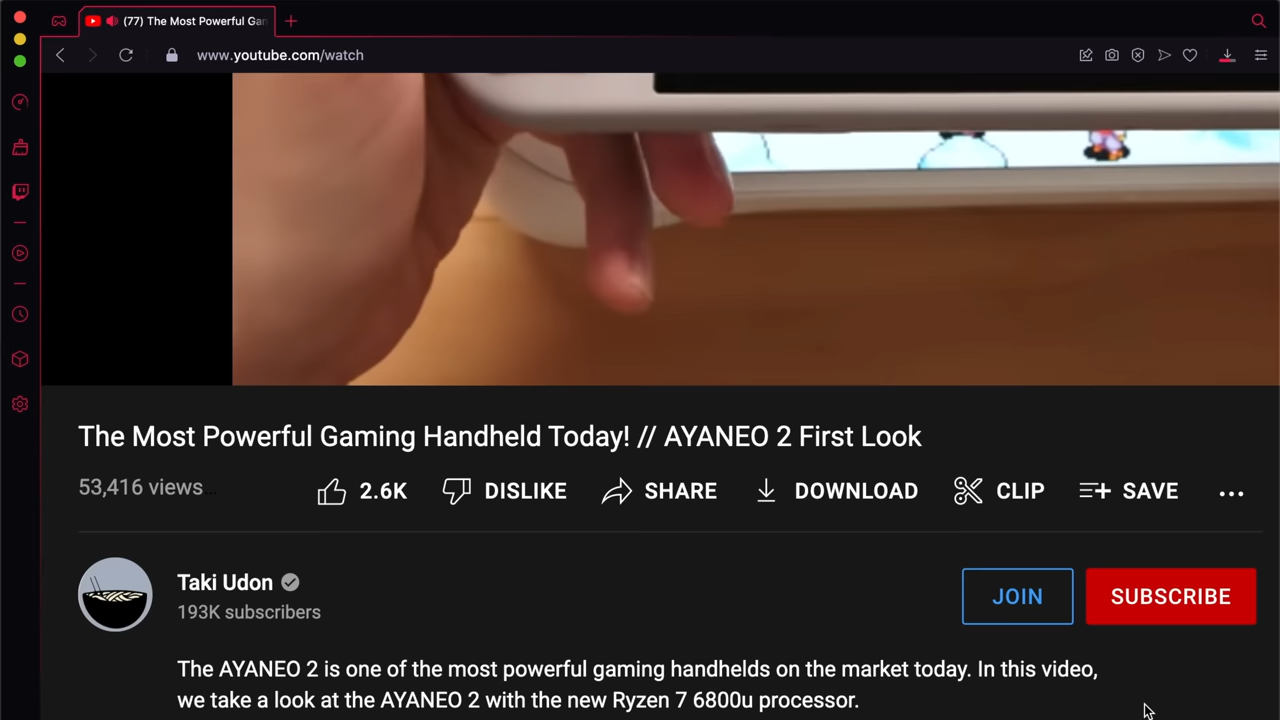 (77) The Most Powerful Gam
www.youtube.com/watch
The Most Powerful Gaming Handheld Today! // AYANEO 2 First Look
53,416 views
2.6K DISLIKE SHARE DOWNLOAD CLIP SAVE ...
Taki Udon
193K subscribers
JOIN SUBSCRIBE
The AYANEO 2 is one of the most powerful gaming handhelds on the market today. In this video,
we take a look at the AYANEO 2 with the new Ryzen 7 6800u processor.